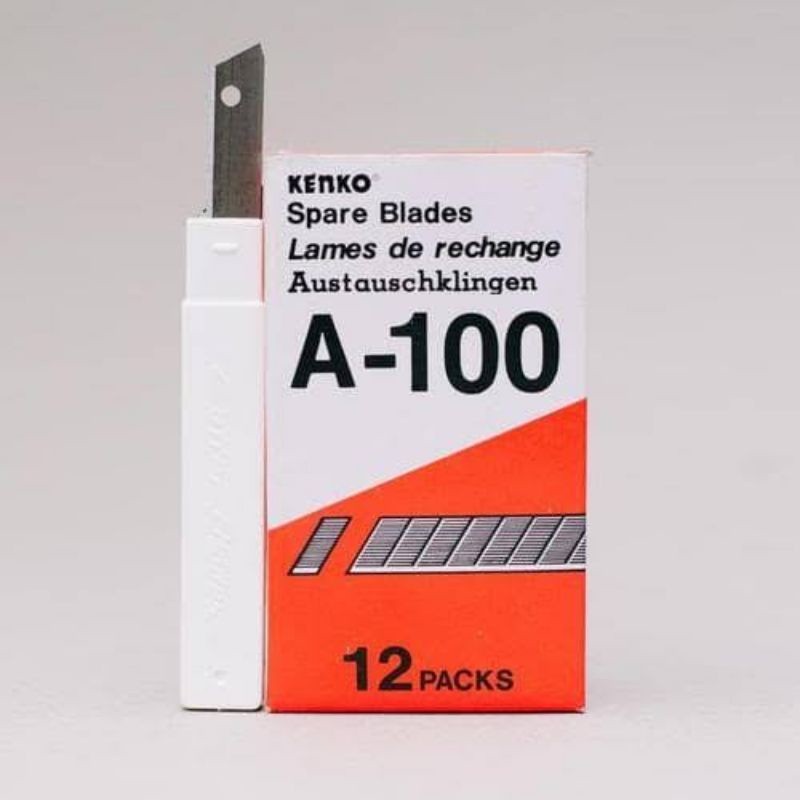 KENKO®
Spare Blades
Lames de rechange
Austauschklingen
A-100
12 PACKS